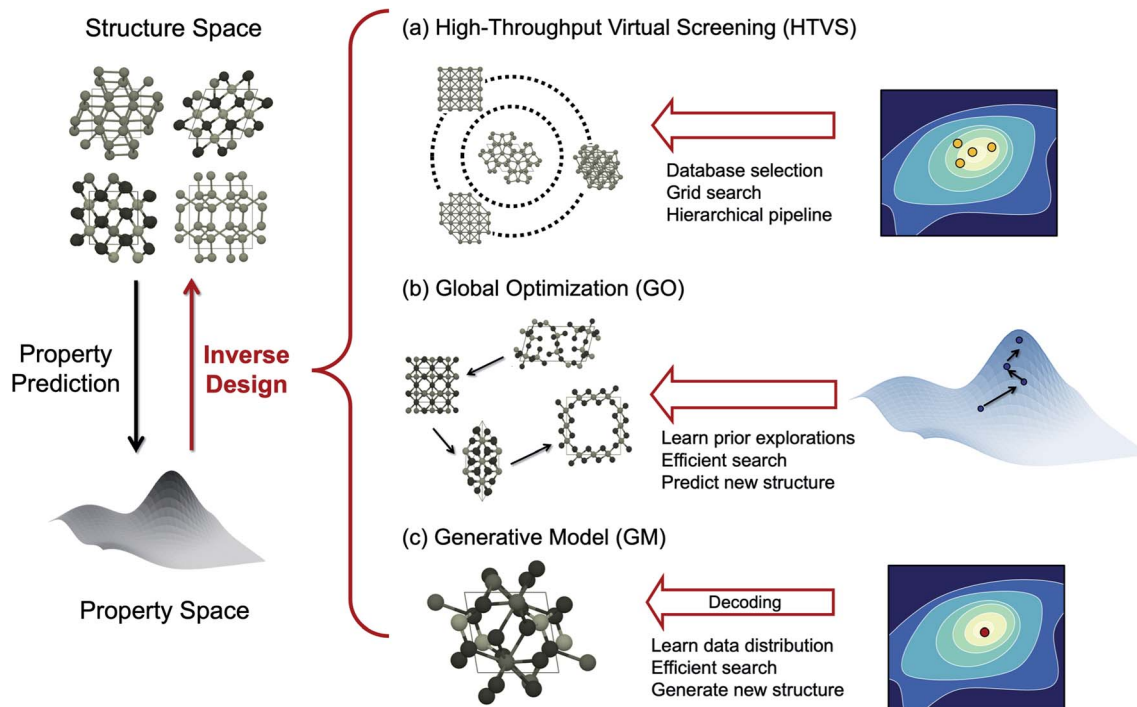 Structure Space
Property
Prediction
Inverse
Design
Property Space
(a) High-Throughput Virtual Screening (HTVS)
Database selection
Grid search
Hierarchical pipeline
(b) Global Optimization (GO)
Learn prior explorations
Efficient search
Predict new structure
(c) Generative Model (GM)
Decoding
Learn data distribution
Efficient search
Generate new structure